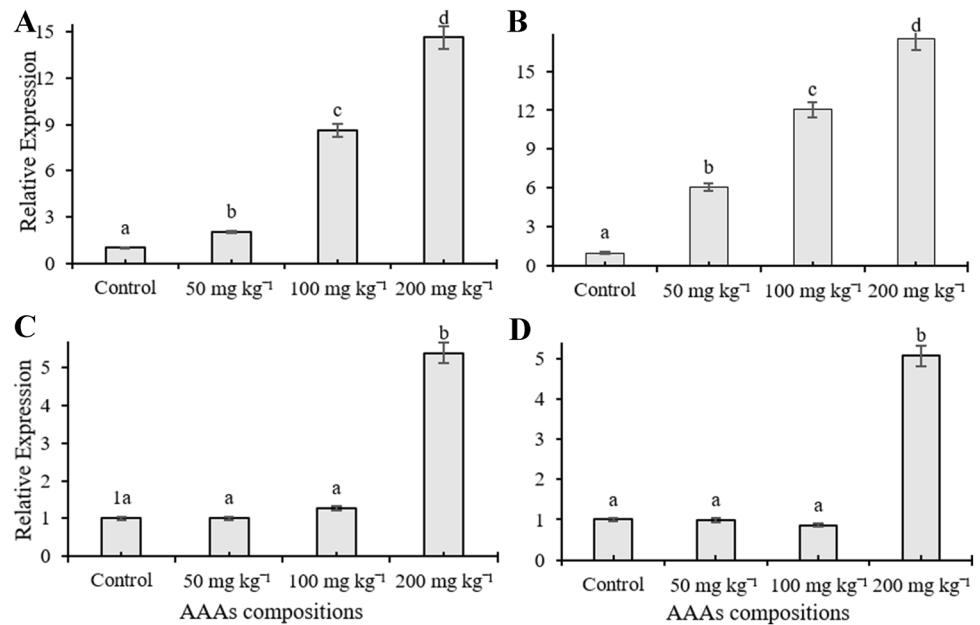 A
Relative Expression
15
12
9
6
3
0
a
b
c
d
Control
50 mg kg⁻¹
100 mg kg⁻¹
200 mg kg⁻¹
B
15
12
9
6
3
0
a
b
c
d
Control
50 mg kg⁻¹
100 mg kg⁻¹
200 mg kg⁻¹
C
Relative Expression
5
4
3
2
1
0
1a
a
a
b
Control
50 mg kg⁻¹
100 mg kg⁻¹
200 mg kg⁻¹
AAAs compositions
D
5
4
3
2
1
0
a
a
a
b
Control
50 mg kg⁻¹
100 mg kg⁻¹
200 mg kg⁻¹
AAAs compositions